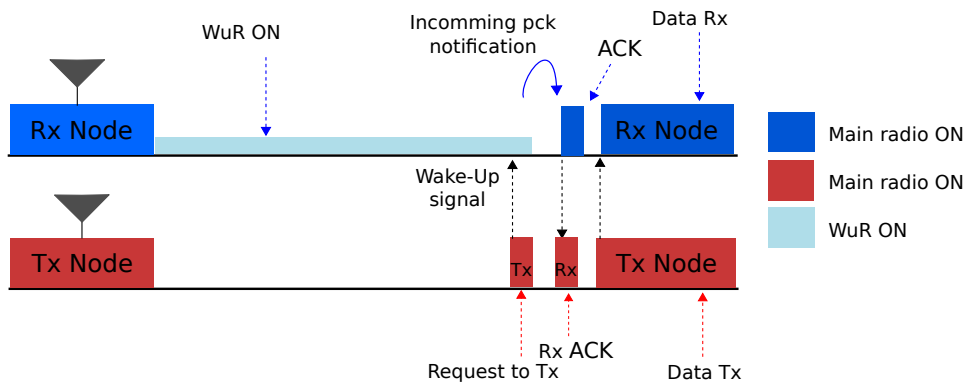 Incomming pck
notification
Data Rx
WuR ON
ACK
Rx Node
Rx Node
Main radio ON
Wake-Up
signal
Main radio ON
WuR ON
Tx Node
Tx
Rx
Tx Node
Request to Tx
Rx ACK
Data Tx